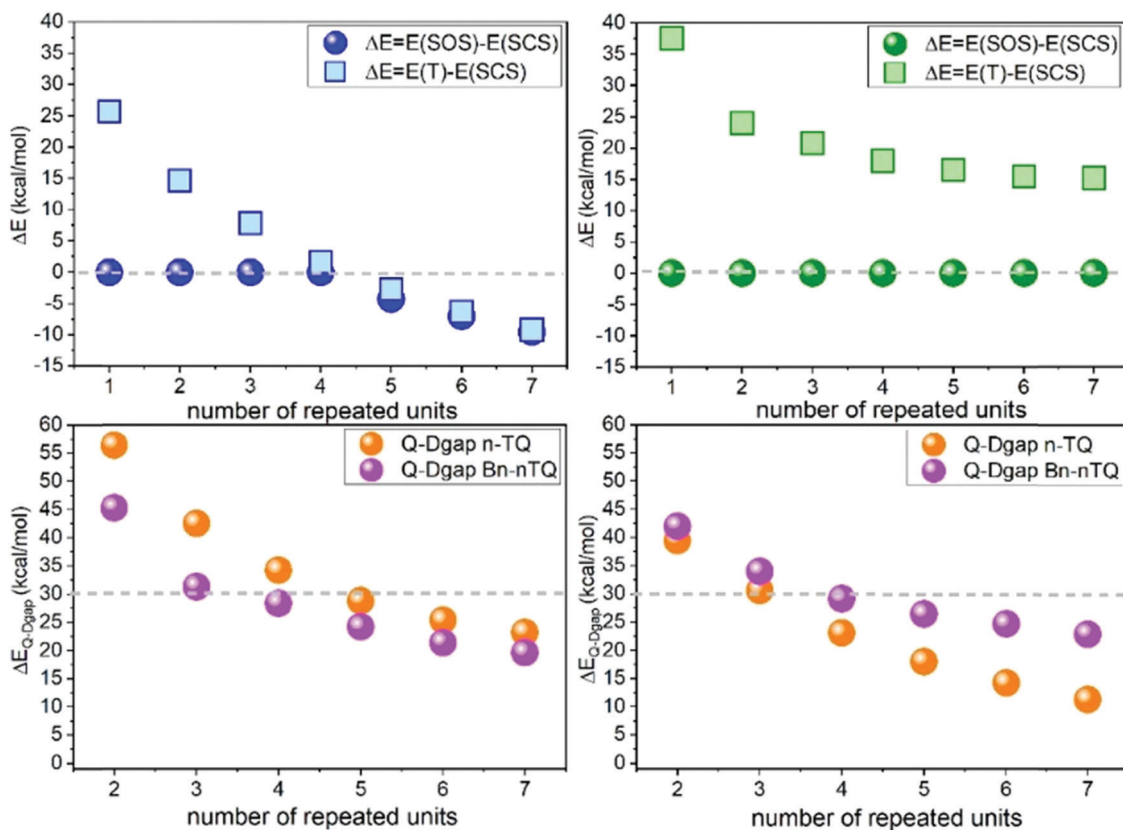 40
35
30
25
20
15
10
5
0
-5
-10
-15
ΔE (kcal/mol)
ΔE=E(SOS)-E(SCS)
ΔE=E(T)-E(SCS)
1 2 3 4 5 6 7
number of repeated units
40
35
30
25
20
15
10
5
0
-5
-10
-15
ΔE (kcal/mol)
ΔE=E(SOS)-E(SCS)
ΔE=E(T)-E(SCS)
1 2 3 4 5 6 7
number of repeated units
60
55
50
45
40
35
30
25
20
15
10
5
0
ΔE Q-Dgap (kcal/mol)
Q-Dgap n-TQ
Q-Dgap Bn-nTQ
2 3 4 5 6 7
number of repeated units
60
55
50
45
40
35
30
25
20
15
10
5
0
ΔE Q-Dgap (kcal/mol)
Q-Dgap n-TQ
Q-Dgap Bn-nTQ
2 3 4 5 6 7
number of repeated units